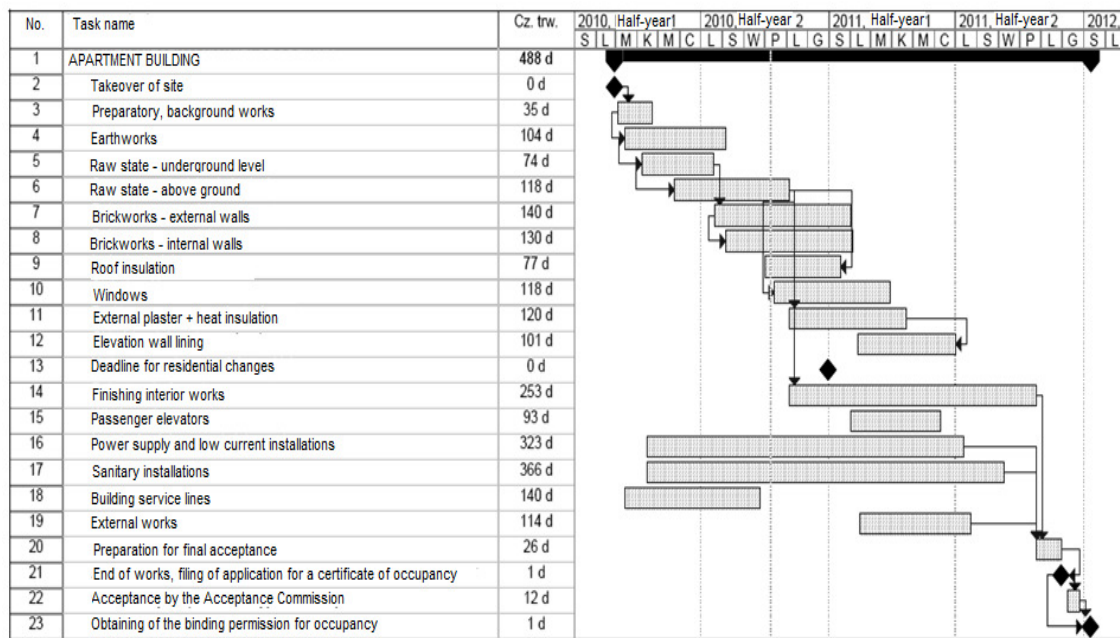 No. Task name Cz. trw. 2010, Half-year1 2010, Half-year 2 2011, Half-year1 2011, Half-year2 2012,
S L M K M C L S W P L G S L M K M C L S W P L G S L
1 APARTMENT BUILDING 488 d
2 Takeover of site 0 d
3 Preparatory, background works 35 d
4 Earthworks 104 d
5 Raw state - underground level 74 d
6 Raw state - above ground 118 d
7 Brickworks - external walls 140 d
8 Brickworks - internal walls 130 d
9 Roof insulation 77 d
10 Windows 118 d
11 External plaster + heat insulation 120 d
12 Elevation wall lining 101 d
13 Deadline for residential changes 0 d
14 Finishing interior works 253 d
15 Passenger elevators 93 d
16 Power supply and low current installations 323 d
17 Sanitary installations 366 d
18 Building service lines 140 d
19 External works 114 d
20 Preparation for final acceptance 26 d
21 End of works, filing of application for a certificate of occupancy 1 d
22 Acceptance by the Acceptance Commission 12 d
23 Obtaining of the binding permission for occupancy 1 d